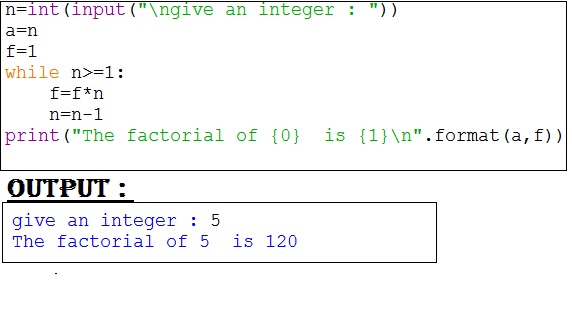 n=int(input("\ngive an integer : "))
a=n
f=1
while n>=1:
    f=f*n
    n=n-1
print("The factorial of {0}  is {1}\n".format(a,f))
OUTPUT :
give an integer : 5
The factorial of 5  is 120